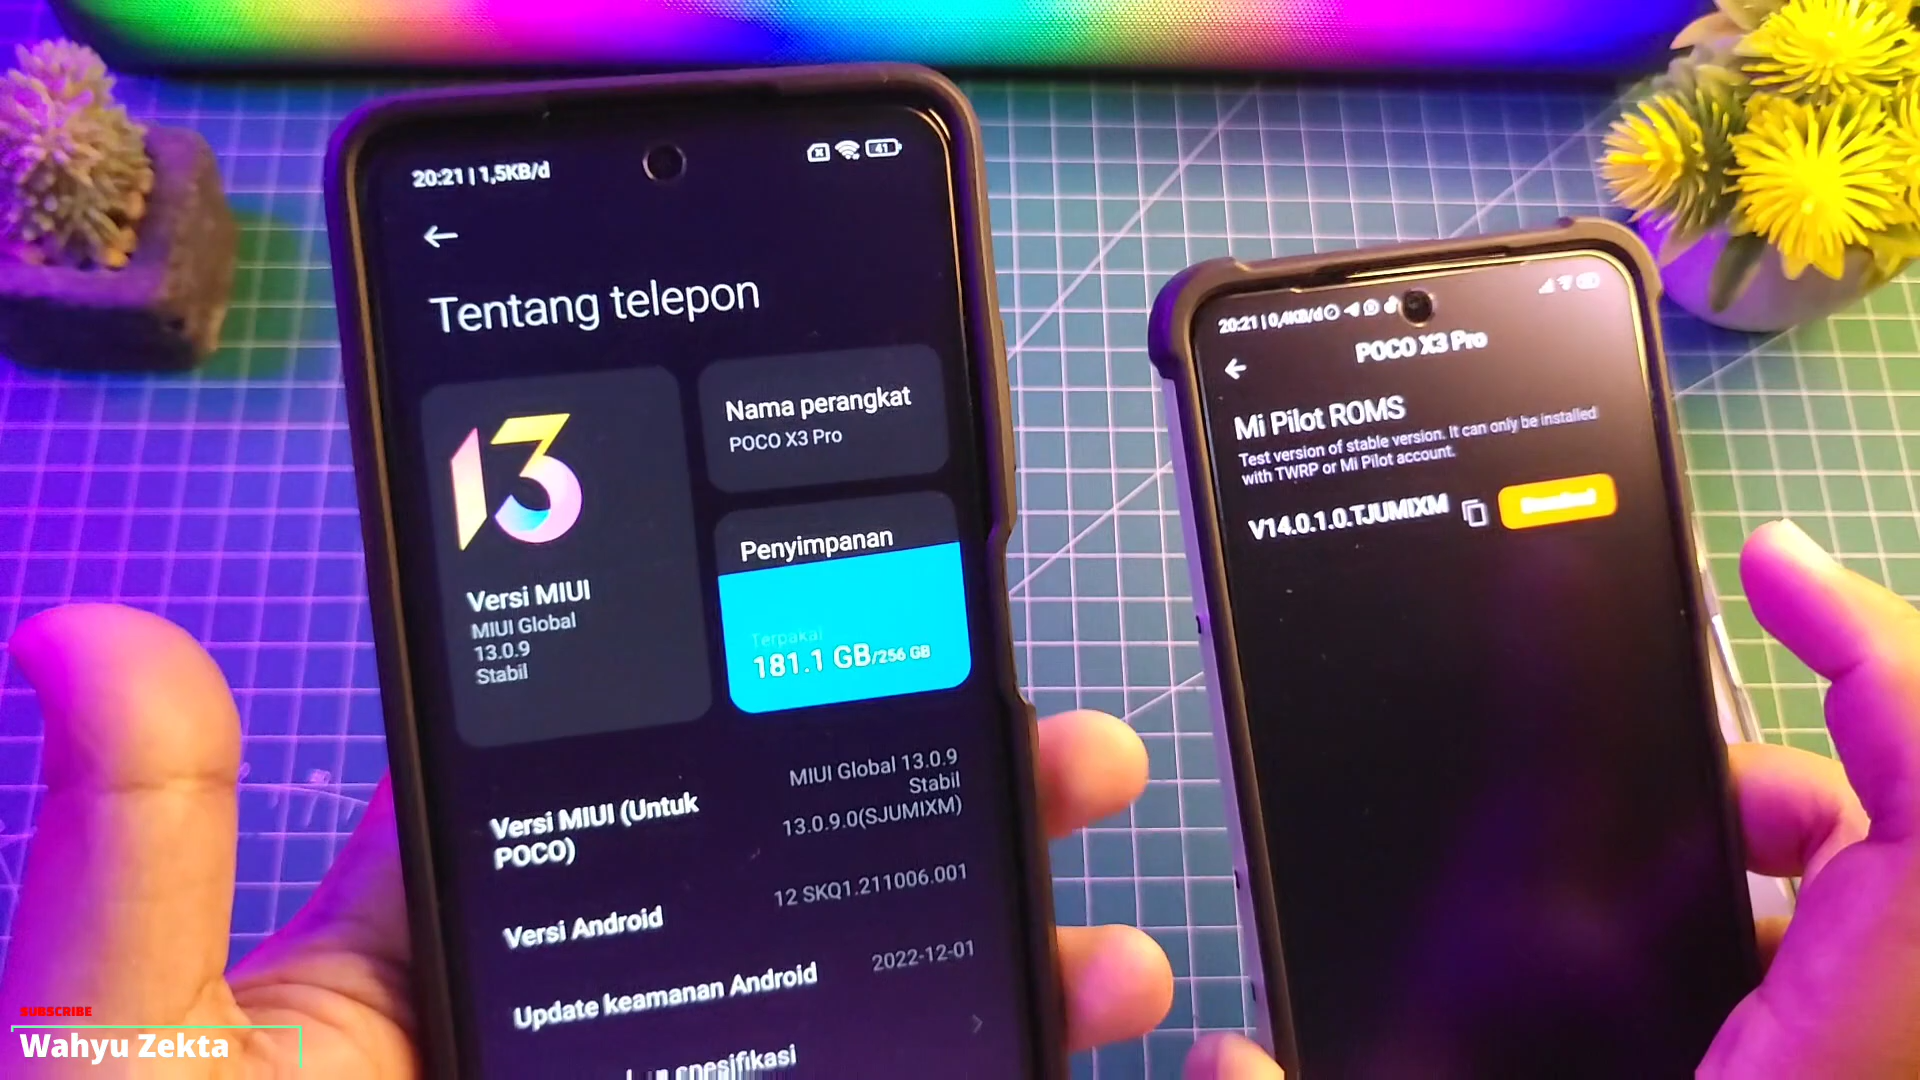 20:21 | 1,5KB/d
41
Tentang telepon
13
Versi MIUI
MIUI Global
13.0.9
Stabil
Nama perangkat
POCO X3 Pro
Penyimpanan
Terpakai
181.1 GB/256 GB
Versi MIUI (Untuk
POCO)
MIUI Global 13.0.9
Stabil
13.0.9.0(SJUMIXM)
Versi Android
12 SKQ1.211006.001
Update keamanan Android
2022-12-01
spesifikasi
20:21 | 0,4KB/d
POCO X3 Pro
Mi Pilot ROMS
Test version of stable version. It can only be installed
with TWRP or Mi Pilot account.
V14.0.1.0.TJUMIXM
Download
SUBSCRIBE
Wahyu Zekta